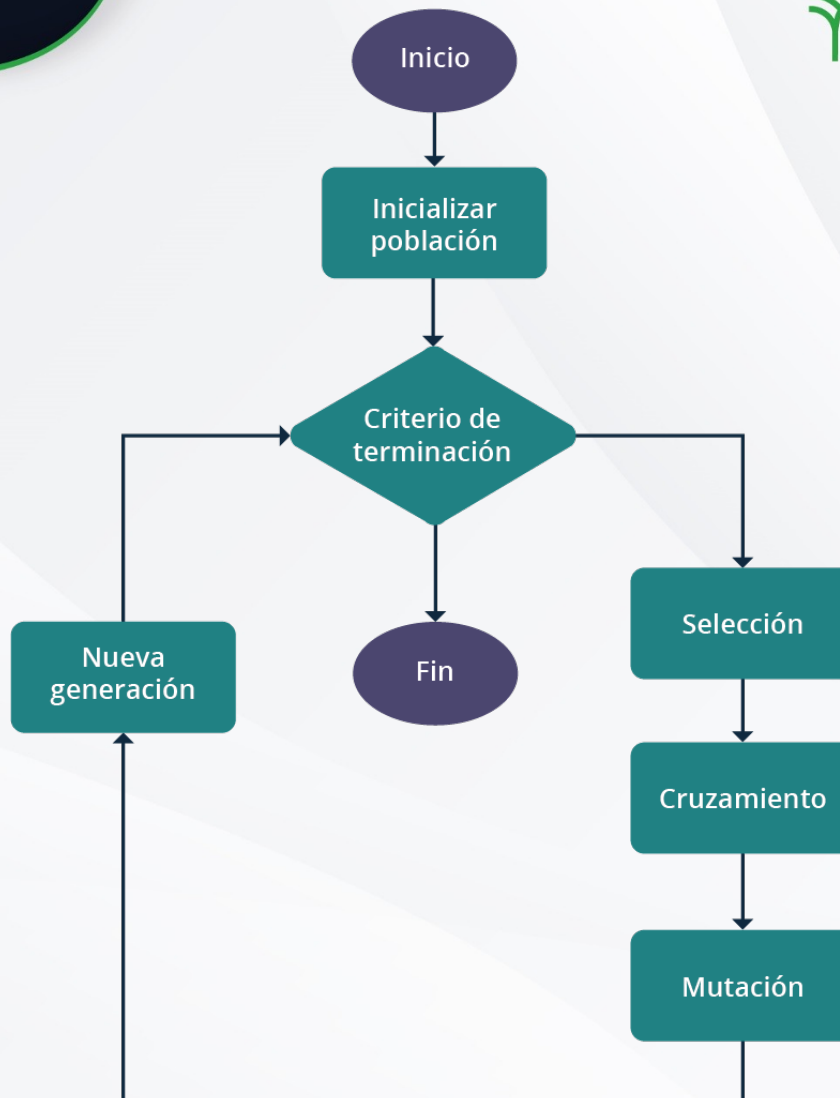 Inicio
Inicializar
población
Criterio de
terminación
Nueva
generación
Fin
Selección
Cruzamiento
Mutación